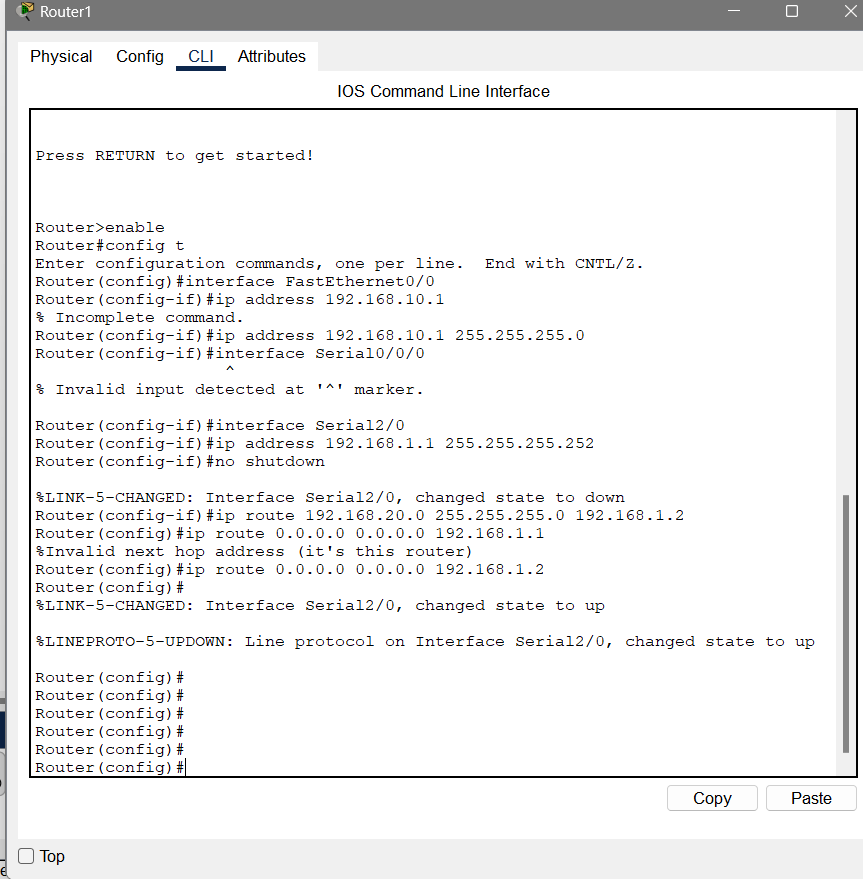 Router1
Physical Config CLI Attributes
IOS Command Line Interface
Press RETURN to get started!
Router>enable
Router#config t
Enter configuration commands, one per line.  End with CNTL/Z.
Router(config)#interface FastEthernet0/0
Router(config-if)#ip address 192.168.10.1
% Incomplete command.
Router(config-if)#ip address 192.168.10.1 255.255.255.0
Router(config-if)#interface Serial0/0/0
^
% Invalid input detected at '^' marker.
Router(config-if)#interface Serial2/0
Router(config-if)#ip address 192.168.1.1 255.255.255.252
Router(config-if)#no shutdown
%LINK-5-CHANGED: Interface Serial2/0, changed state to down
Router(config-if)#ip route 192.168.20.0 255.255.255.0 192.168.1.2
Router(config)#ip route 0.0.0.0 0.0.0.0 192.168.1.1
%Invalid next hop address (it's this router)
Router(config)#ip route 0.0.0.0 0.0.0.0 192.168.1.2
Router(config)#
%LINK-5-CHANGED: Interface Serial2/0, changed state to up
%LINEPROTO-5-UPDOWN: Line protocol on Interface Serial2/0, changed state to up
Router(config)#
Router(config)#
Router(config)#
Router(config)#
Router(config)#
Router(config)#
Copy Paste
Top